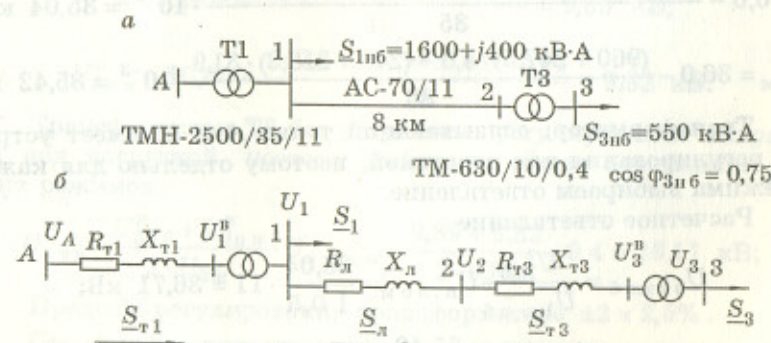 а
Т1
1
S1нб=1600+j400 кВ·А
А
АС-70/11
2
Т3
3
8 км
ТМН-2500/35/11
S3нб=550 кВ·А
ТМ-630/10/0,4 cos φ3нб = 0,75
б
UА
Rт1
Xт1
U1в
1
U1
S1
А
Rл
Xл
2
U2
Rт3
Xт3
U3в
U3
3
Sт1
Sл
Sт3
S3